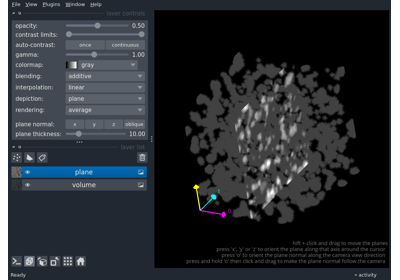 File View Plugins Window Help
layer controls
opacity: 0.50
contrast limits:
auto-contrast: once continuous
gamma: 1.00
colormap: gray
blending: additive
interpolation: linear
depiction: plane
rendering: average
plane normal: x y z oblique
plane thickness: 10.00
layer list
plane
volume
hift + click and drag to move the planes
press 'x', 'y' or 'z' to orient the plane along that axis around the cursor
press 'o' to orient the plane normal along the camera view direction
press and hold 'o' then click and drag to make the plane normal follow the camera
Ready
activity